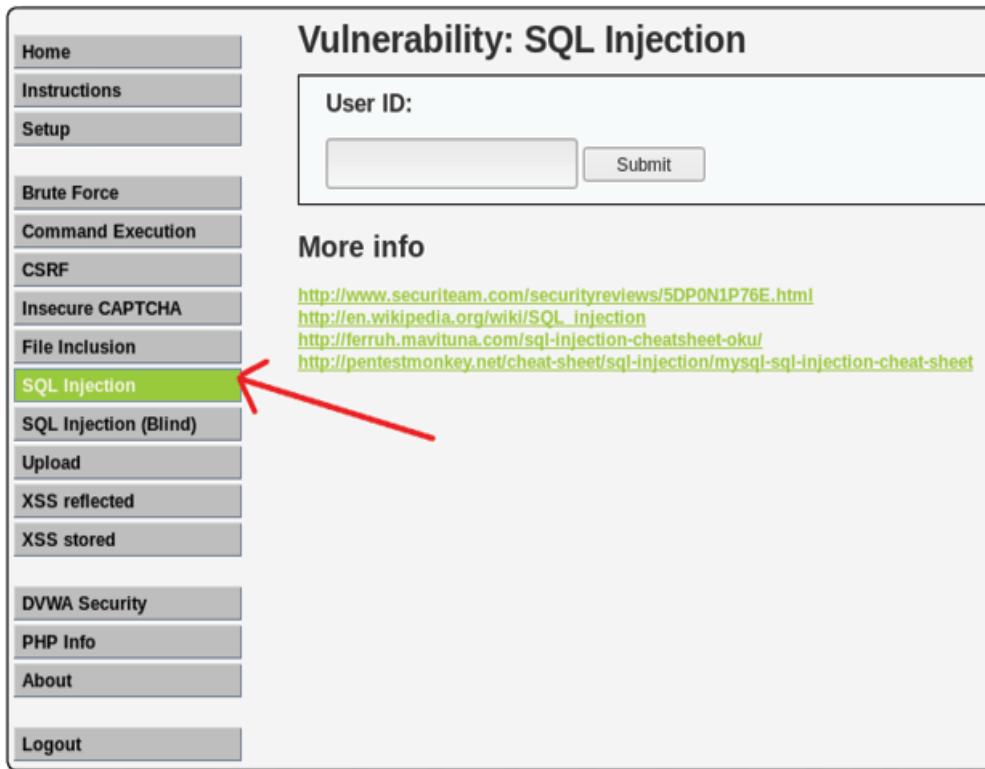 Home
Instructions
Setup
Brute Force
Command Execution
CSRF
Insecure CAPTCHA
File Inclusion
SQL Injection
SQL Injection (Blind)
Upload
XSS reflected
XSS stored
DVWA Security
PHP Info
About
Logout
Vulnerability: SQL Injection
User ID:
Submit
More info
http://www.securiteam.com/securityreviews/5DP0N1P76E.html
http://en.wikipedia.org/wiki/SQL_injection
http://ferruh.mavituna.com/sql-injection-cheatsheet-oku/
http://pentestmonkey.net/cheat-sheet/sql-injection/mysql-sql-injection-cheat-sheet